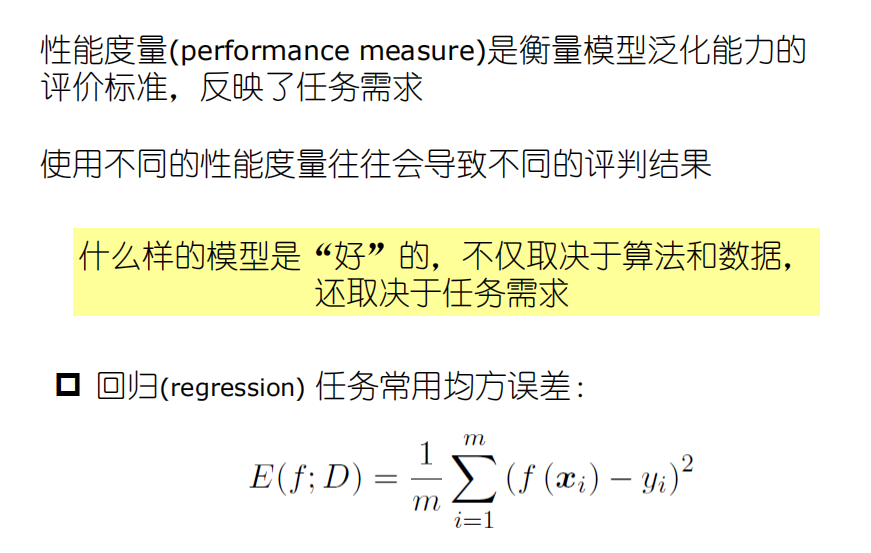 性能度量(performance measure)是衡量模型泛化能力的
评价标准，反映了任务需求
使用不同的性能度量往往会导致不同的评判结果
什么样的模型是“好”的，不仅取决于算法和数据，
还取决于任务需求
回归(regression) 任务常用均方误差：
E(f; D) = \frac{1}{m} \sum_{i=1}^{m} (f(\boldsymbol{x}_i) − y_i)^2